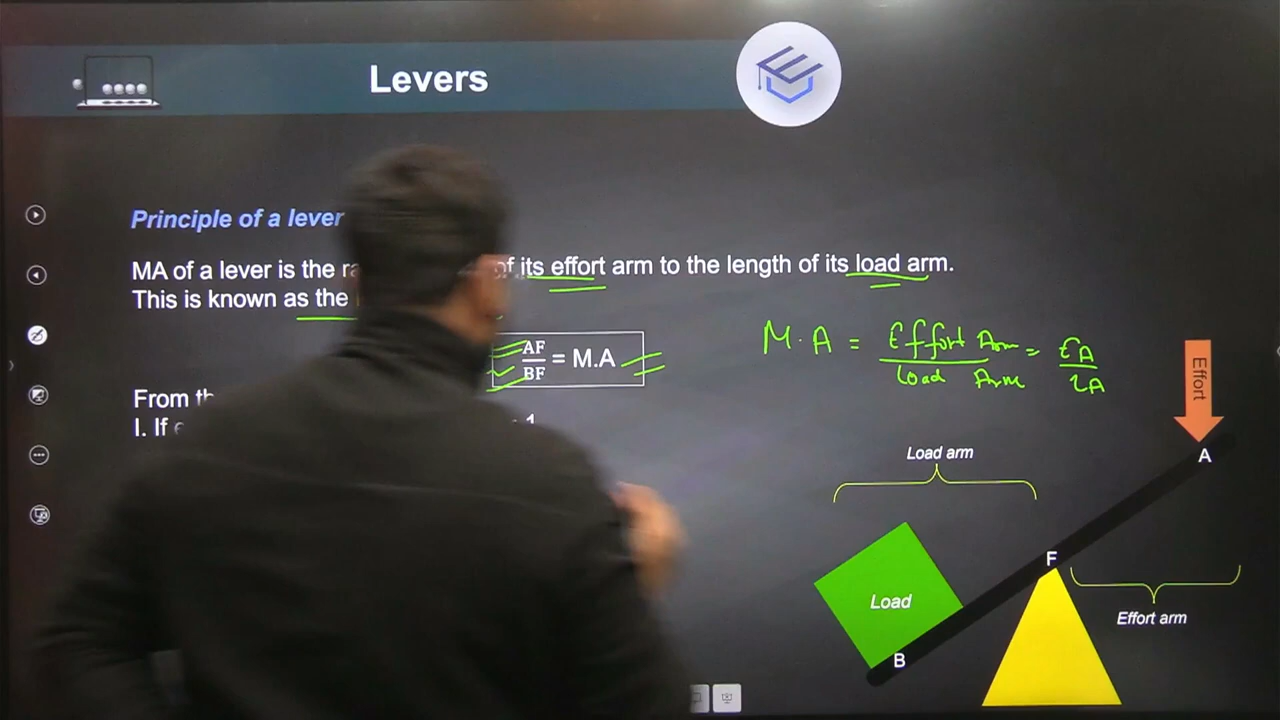 Levers
Principle of a lever
MA of a lever is the of its effort arm to the length of its load arm.
This is known as the
AF
BF
= M.A
M.A = Effort Arm = EA
Load Arm LA
From
I. If
1
Effort
A
Load arm
F
Load
Effort arm
B